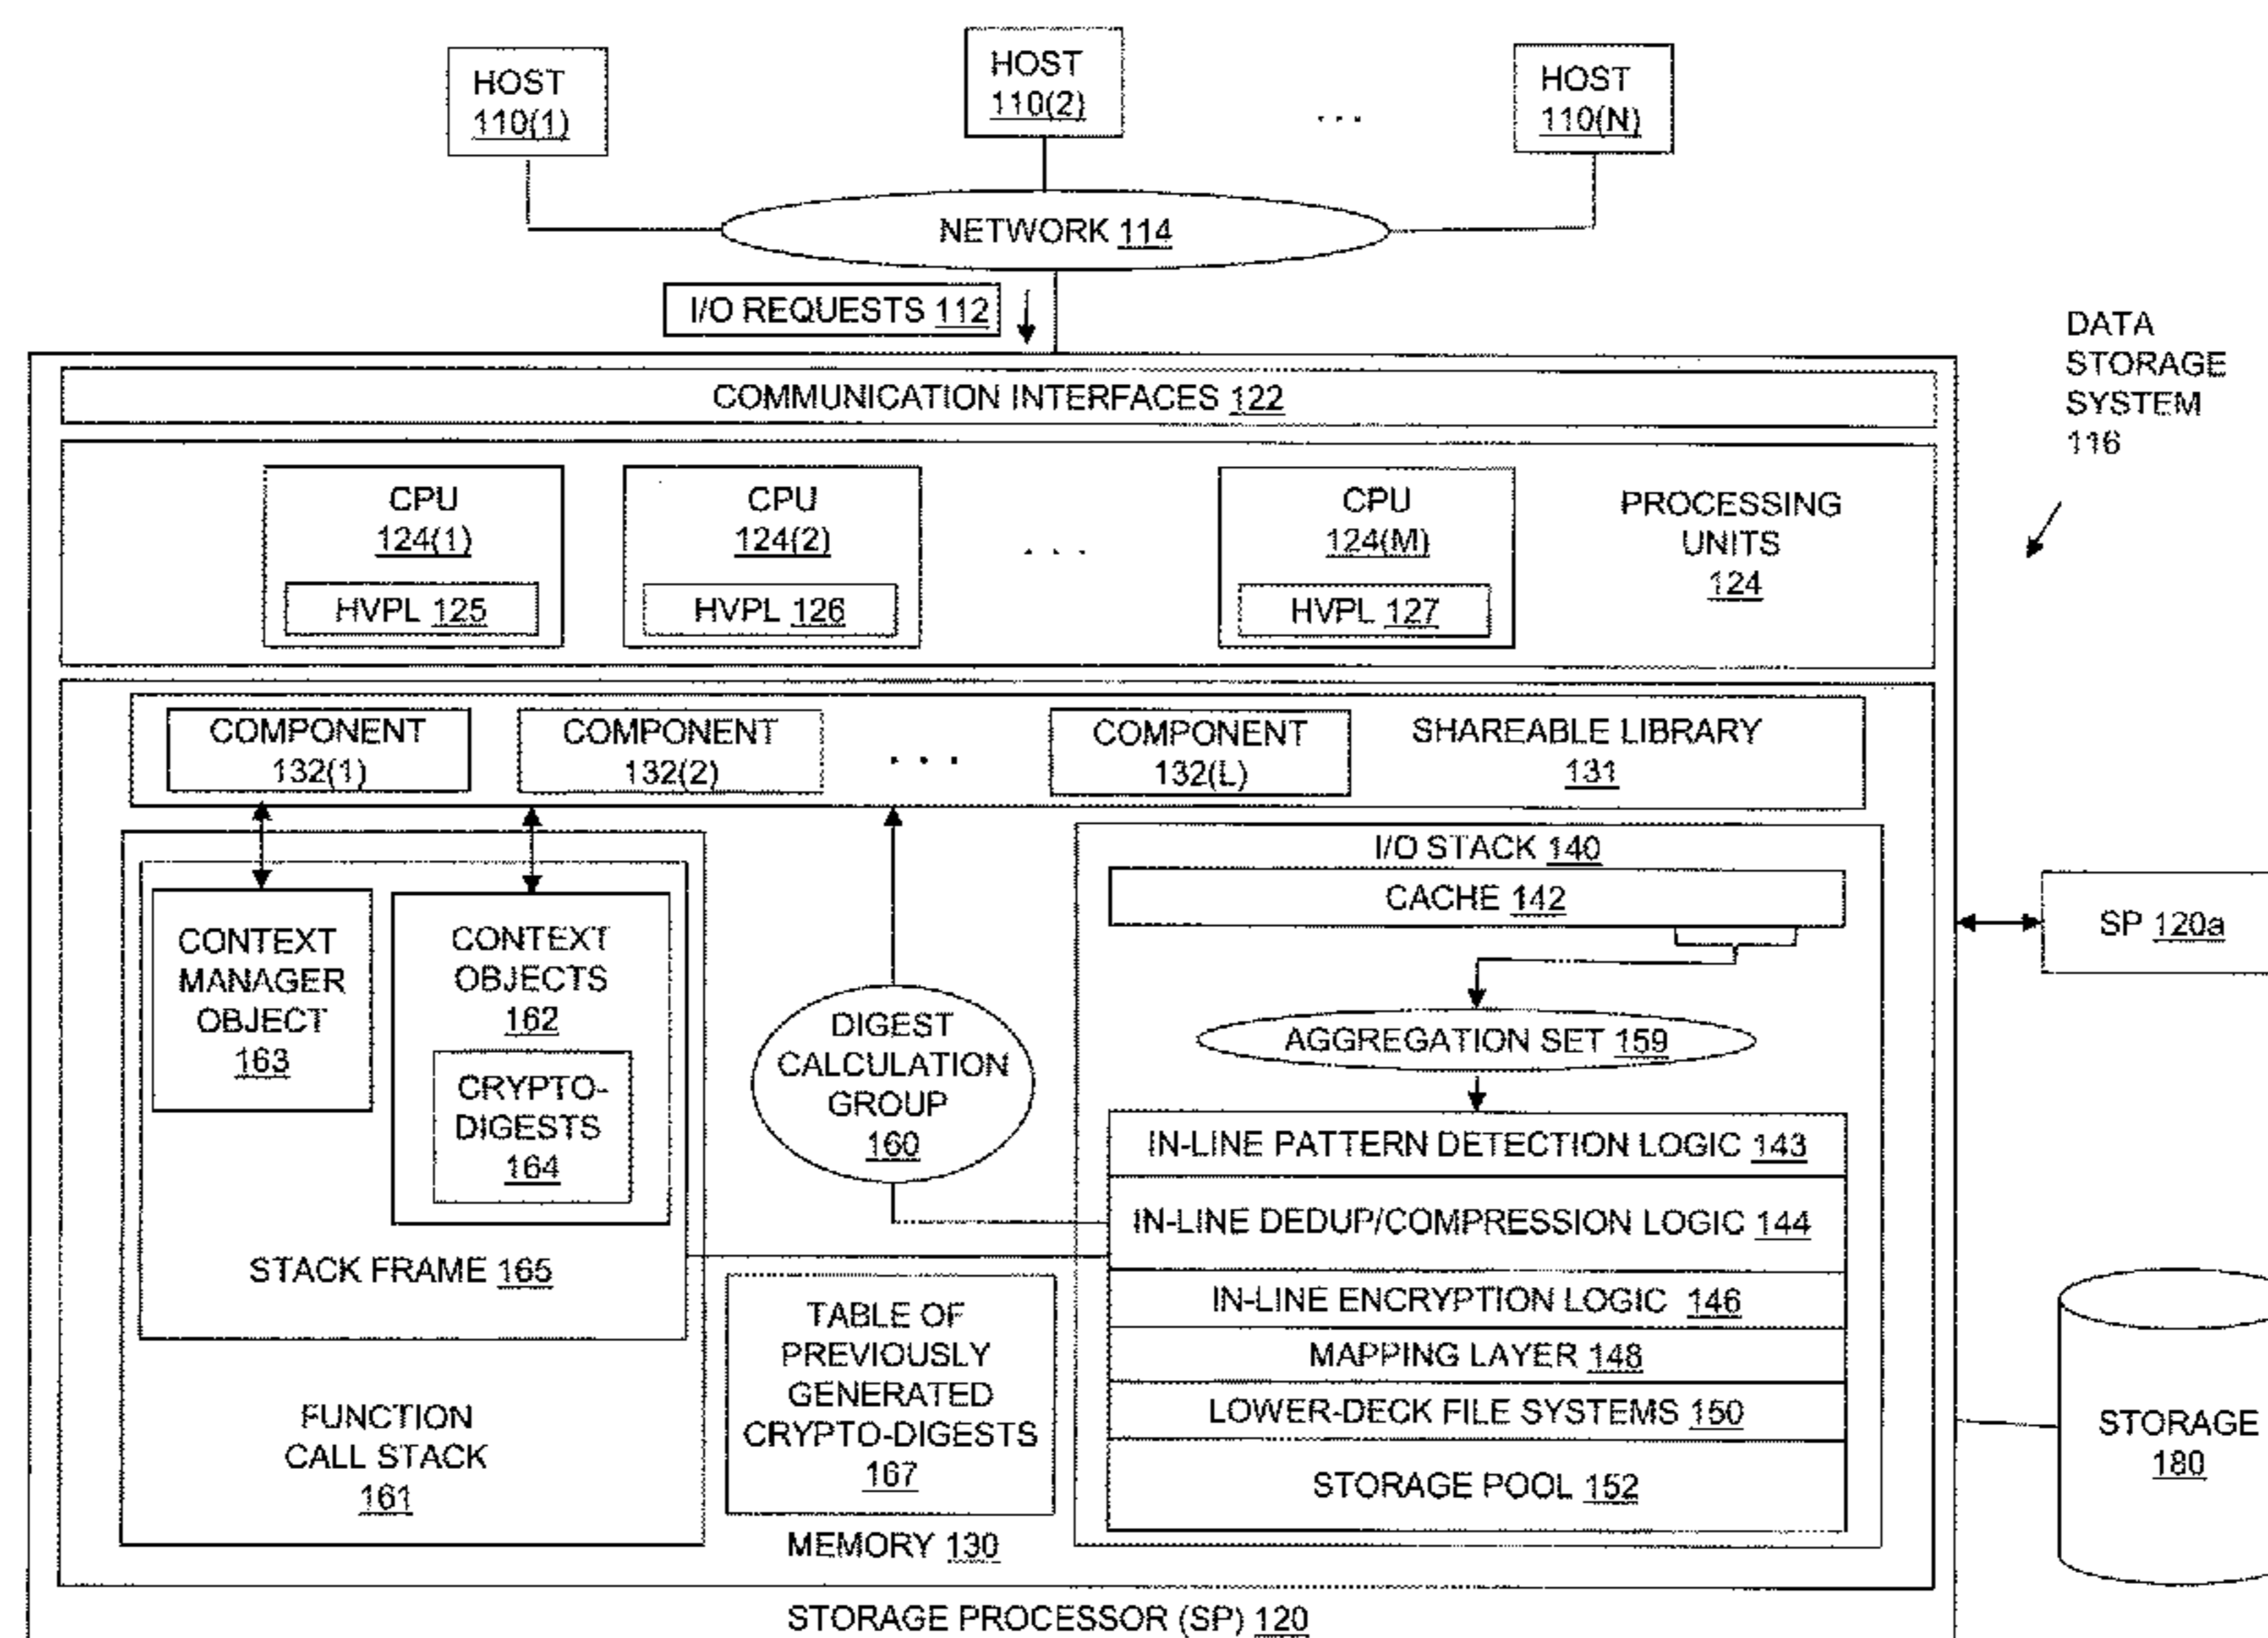 HOST
110(1)
HOST
110(2)
. . .
HOST
110(N)
NETWORK 114
I/O REQUESTS 112
DATA
STORAGE
SYSTEM
116
COMMUNICATION INTERFACES 122
CPU
124(1)
HVPL 125
CPU
124(2)
HVPL 126
. . .
CPU
124(M)
HVPL 127
PROCESSING
UNITS
124
COMPONENT
132(1)
COMPONENT
132(2)
. . .
COMPONENT
132(L)
SHAREABLE LIBRARY
131
CONTEXT
MANAGER
OBJECT
163
CONTEXT
OBJECTS
162
CRYPTO-
DIGESTS
164
STACK FRAME 165
FUNCTION
CALL STACK
161
DIGEST
CALCULATION
GROUP
160
TABLE OF
PREVIOUSLY
GENERATED
CRYPTO-DIGESTS
167
MEMORY 130
I/O STACK 140
CACHE 142
AGGREGATION SET 159
IN-LINE PATTERN DETECTION LOGIC 143
IN-LINE DEDUP/COMPRESSION LOGIC 144
IN-LINE ENCRYPTION LOGIC 146
MAPPING LAYER 148
LOWER-DECK FILE SYSTEMS 150
STORAGE POOL 152
SP 120a
STORAGE
180
STORAGE PROCESSOR (SP) 120